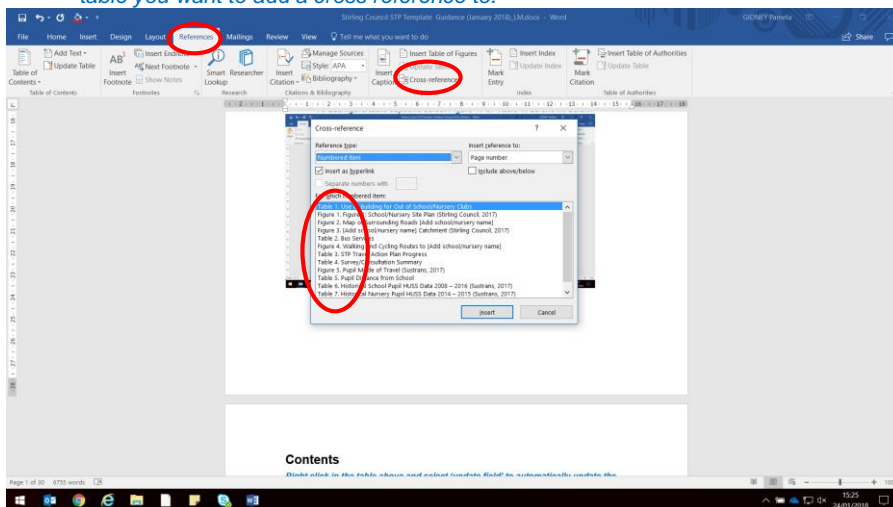 table you want to add a cross reference to.
Stirling Council STP Template Guidance (January 2018)_LM.docx - Word
GIDNEY Pamela
File Home Insert Design Layout References Mailings Review View Tell me what you want to do Share
Add Text
Insert Endnote
Manage Sources
Insert Table of Figures
Insert Index
Insert Table of Authorities
Update Table
AB1
Next Footnote
Style: APA
Update Table
Update Index
Update Table
Table of Contents
Insert Footnote
Show Notes
Smart Lookup
Researcher
Insert Citation
Bibliography
Insert Caption
Cross-reference
Mark Entry
Mark Citation
Table of Contents Footnotes Research Citations & Bibliography Index Table of Authorities
Cross-reference ? ×
Reference type: Insert reference to:
Numbered item Page number
Insert as hyperlink Include above/below
Separate numbers with
For which numbered item:
Table 1. Use of Building for Out of School/Nursery Clubs
Figure 1. Figure 1: School/Nursery Site Plan (Stirling Council, 2017)
Figure 2. Map of Surrounding Roads [Add school/nursery name]
Figure 3. [Add school/nursery name] Catchment (Stirling Council, 2017)
Table 2. Bus Services
Figure 4. Walking and Cycling Routes to [Add school/nursery name]
Table 3. STP Travel Action Plan Progress
Table 4. Survey/Consultation Summary
Figure 5. Pupil Mode of Travel (Sustrans, 2017)
Table 5. Pupil Distance from School
Table 6. Historical School Pupil HUSS Data 2008 – 2016 (Sustrans, 2017)
Table 7. Historical Nursery Pupil HUSS Data 2014 – 2015 (Sustrans, 2017)
Insert Cancel
Contents
Right click in the table above and select 'update field' to automatically update the
Page 1 of 30 6755 words
15:25
24/01/2018